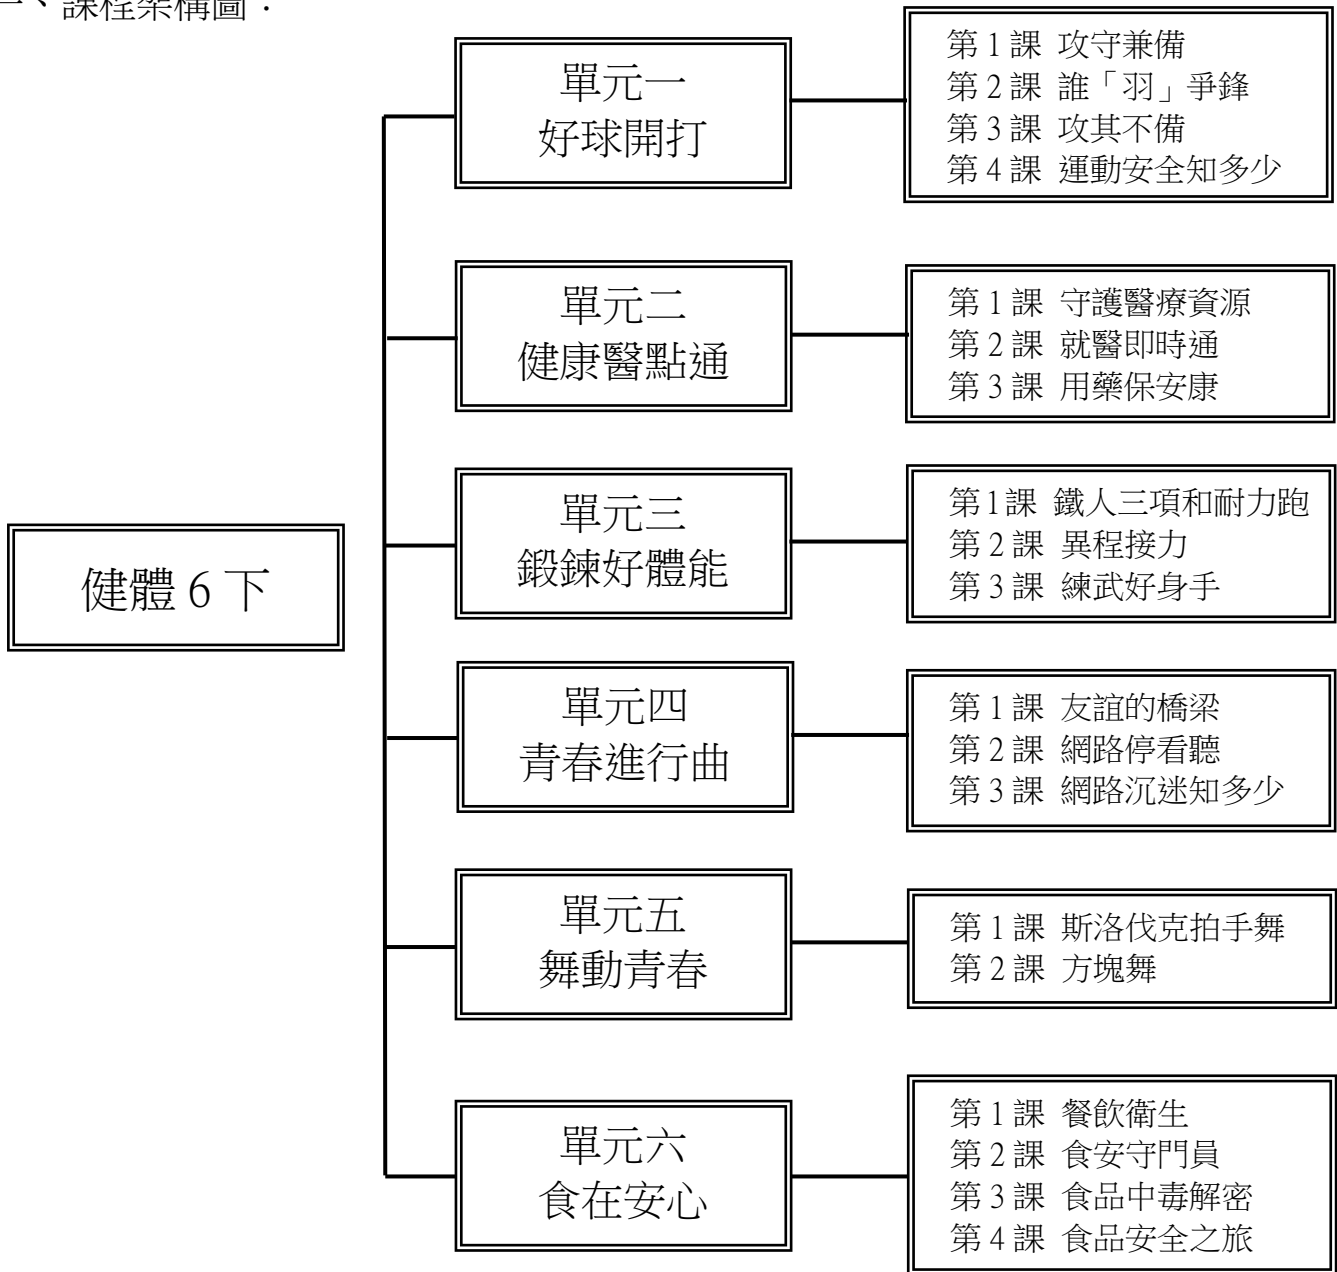 、課程架構圖：
健體 6 下
單元一
好球開打
第 1 課 攻守兼備
第 2 課 誰「羽」爭鋒
第 3 課 攻其不備
第 4 課 運動安全知多少
單元二
健康醫點通
第 1 課 守護醫療資源
第 2 課 就醫即時通
第 3 課 用藥保安康
單元三
鍛鍊好體能
第 1 課 鐵人三項和耐力跑
第 2 課 異程接力
第 3 課 練武好身手
單元四
青春進行曲
第 1 課 友誼的橋梁
第 2 課 網路停看聽
第 3 課 網路沉迷知多少
單元五
舞動青春
第 1 課 斯洛伐克拍手舞
第 2 課 方塊舞
單元六
食在安心
第 1 課 餐飲衛生
第 2 課 食安守門員
第 3 課 食品中毒解密
第 4 課 食品安全之旅